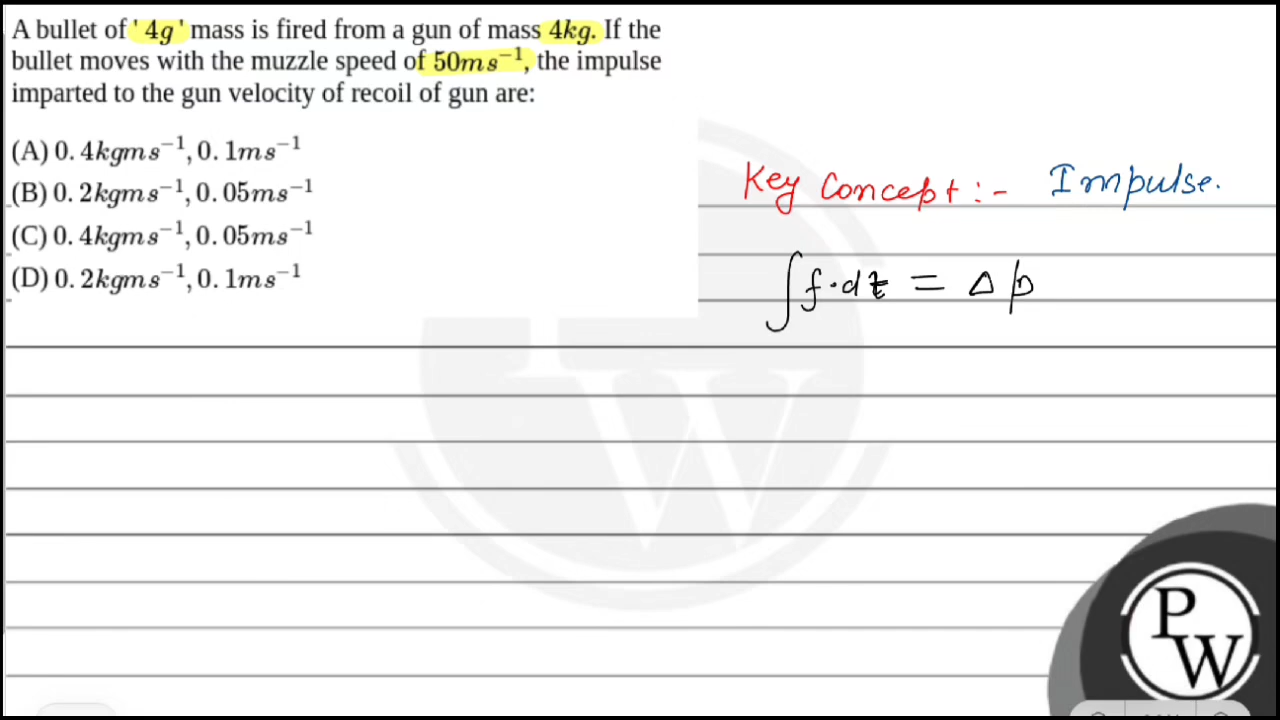 A bullet of ' 4g ' mass is fired from a gun of mass 4kg. If the
bullet moves with the muzzle speed of 50ms⁻¹, the impulse
imparted to the gun velocity of recoil of gun are:
(A) 0.4kgms⁻¹, 0.1ms⁻¹
(B) 0.2kgms⁻¹, 0.05ms⁻¹
(C) 0.4kgms⁻¹, 0.05ms⁻¹
(D) 0.2kgms⁻¹, 0.1ms⁻¹
Key Concept :- Impulse.
∫f·dt = Δp
W
P
W